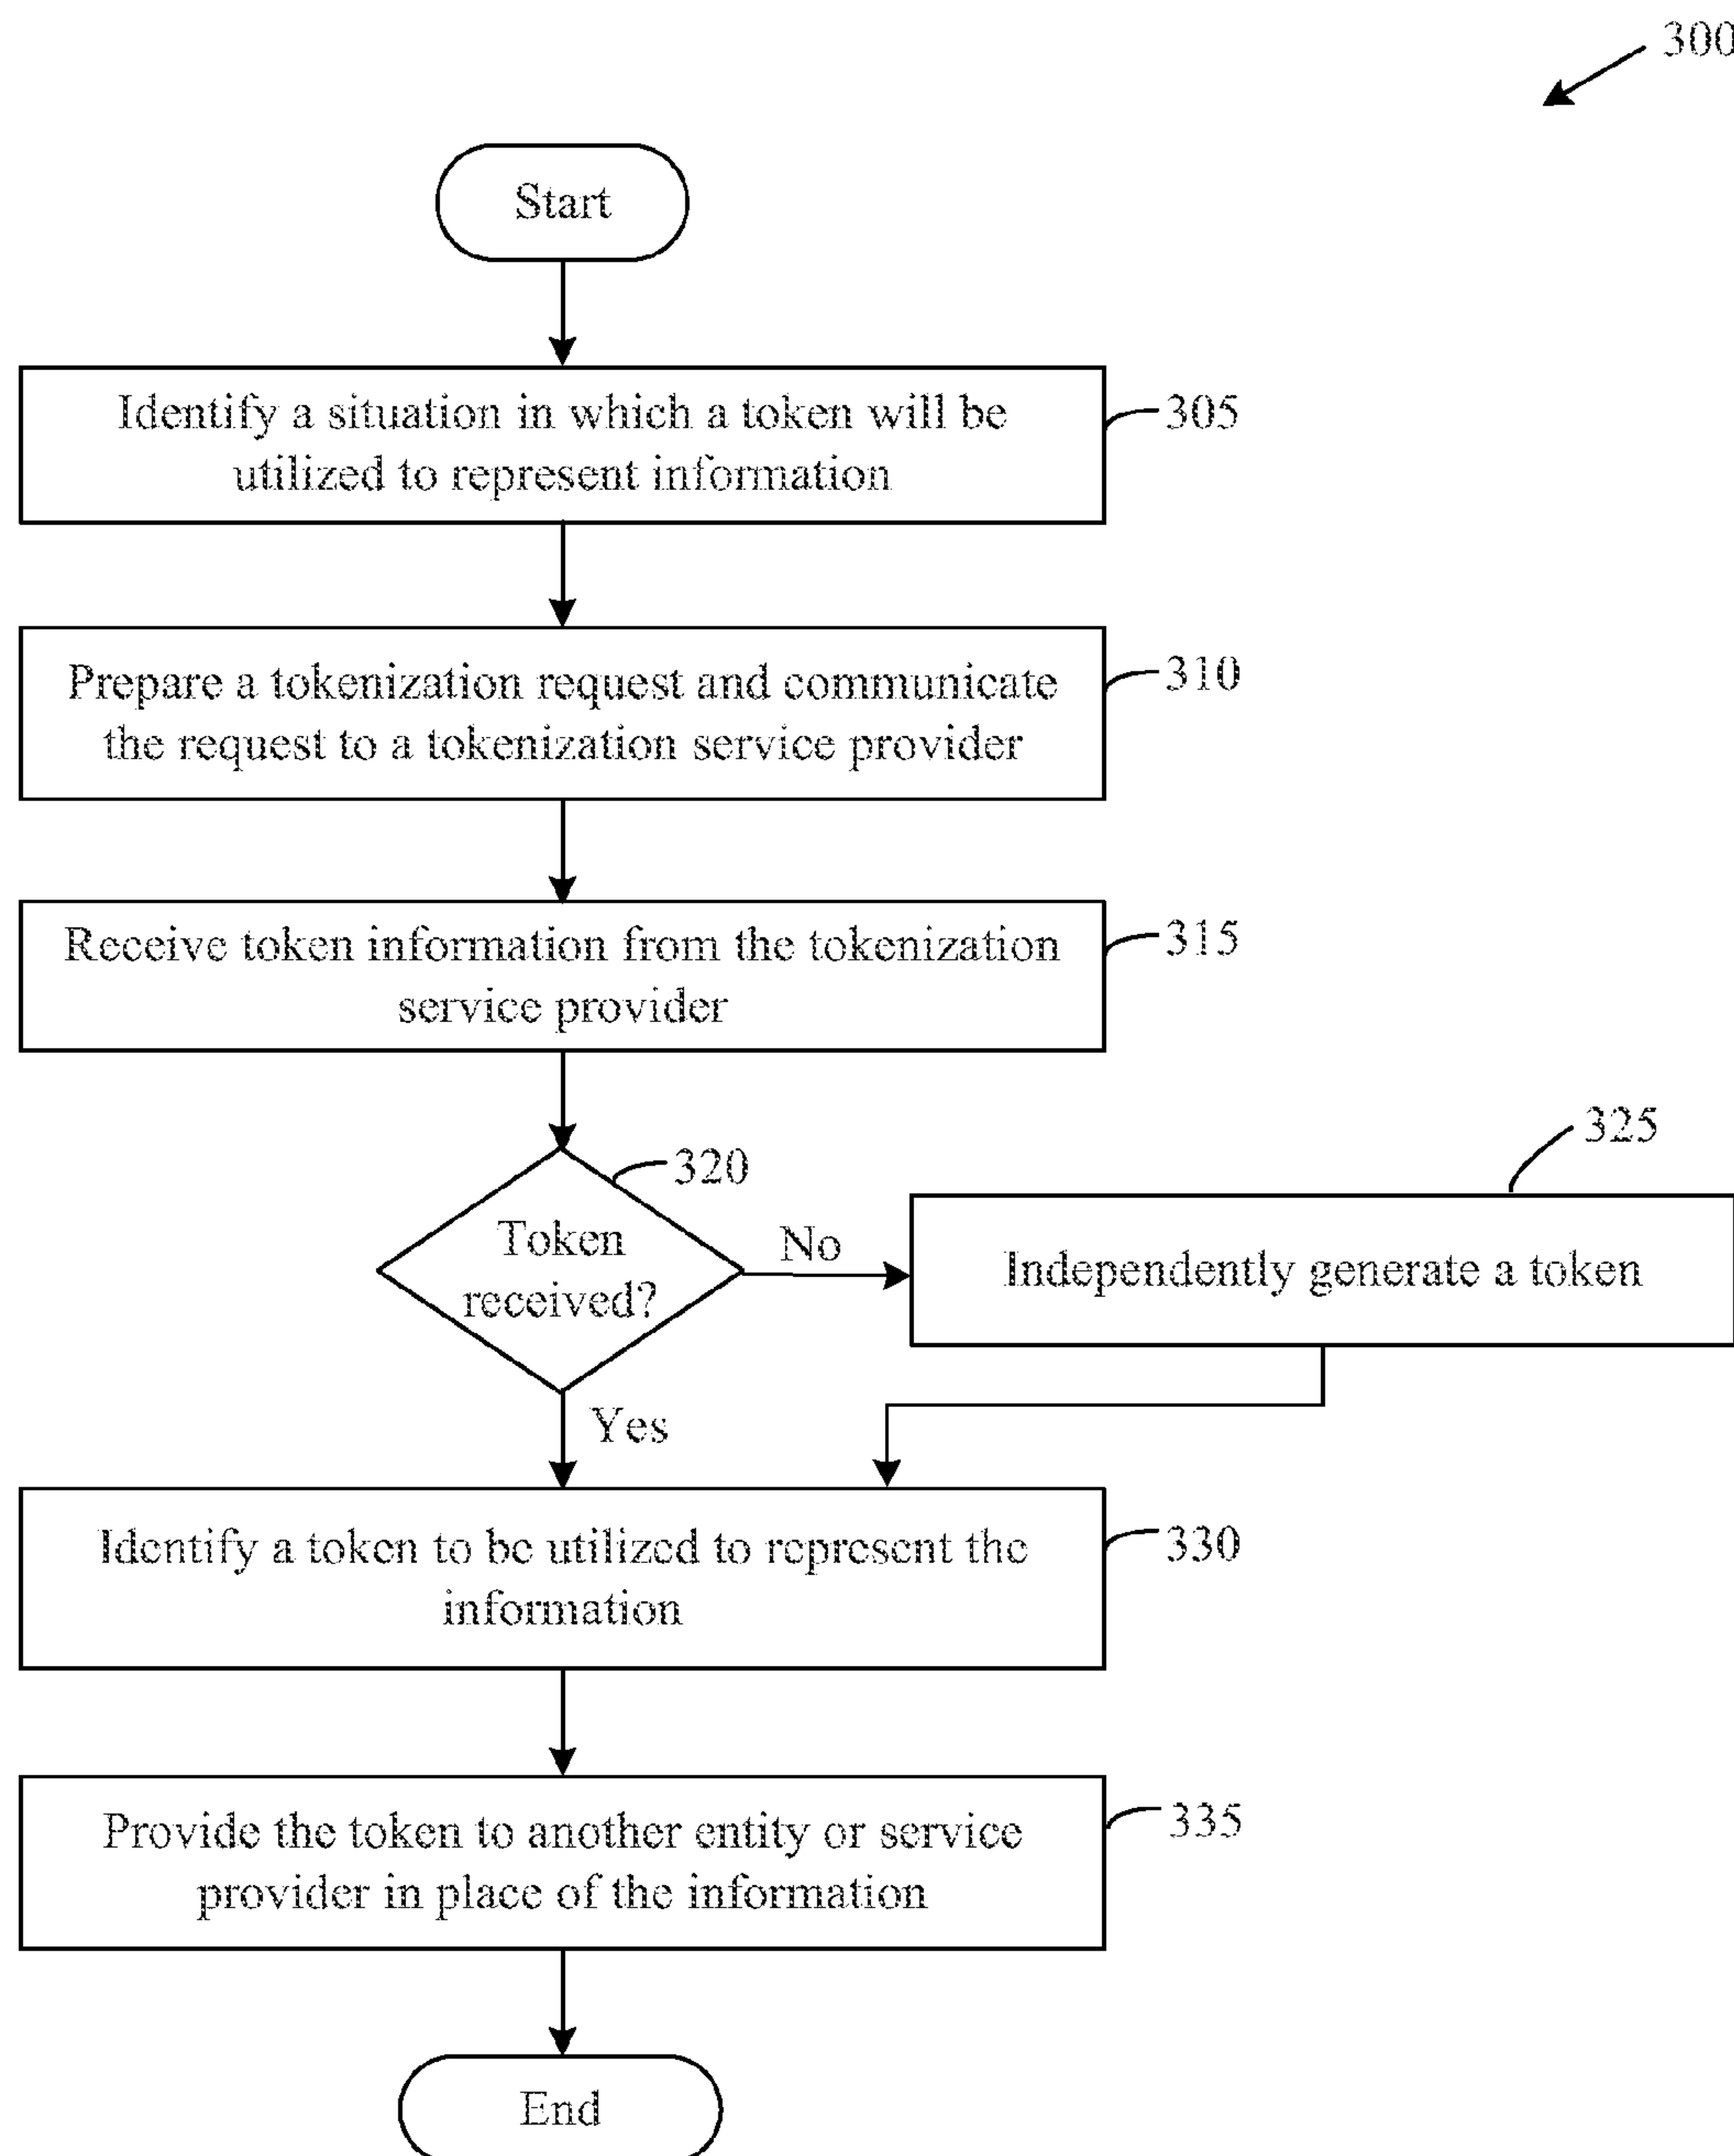 300
Start
Identify a situation in which a token will be
utilized to represent information
305
Prepare a tokenization request and communicate
the request to a tokenization service provider
310
Receive token information from the tokenization
service provider
315
320
Token
received?
No
325
Independently generate a token
Yes
Identify a token to be utilized to represent the
information
330
Provide the token to another entity or service
provider in place of the information
335
End